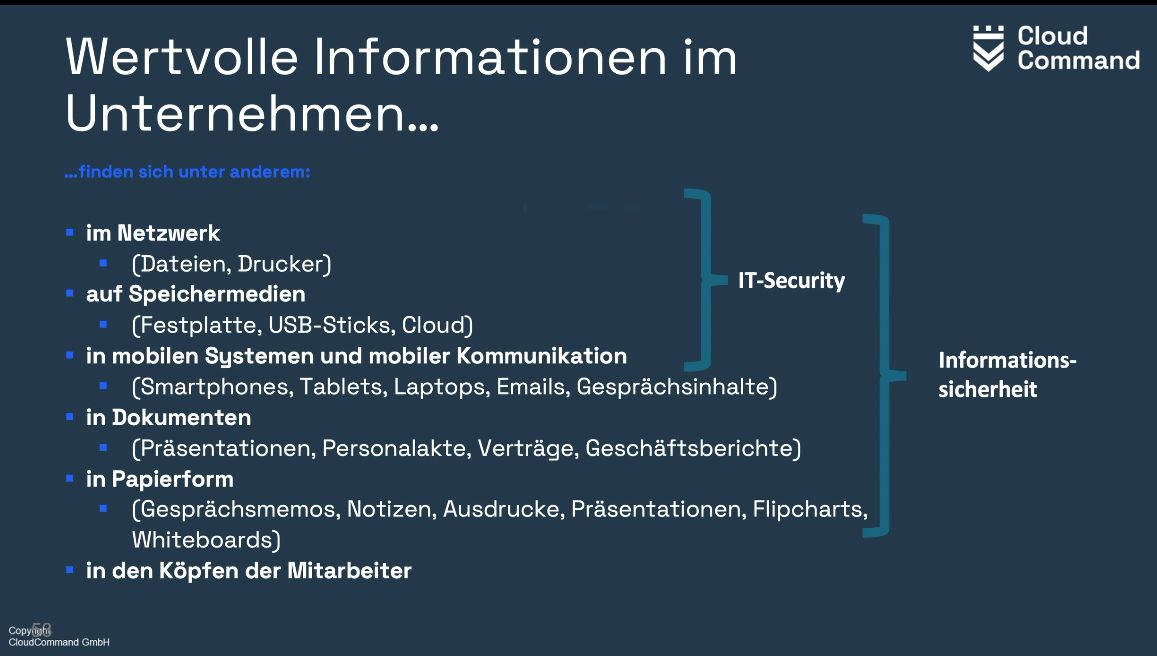 Wertvolle Informationen im
Unternehmen…
Cloud
Command
…finden sich unter anderem:
▪ im Netzwerk
▪ (Dateien, Drucker)
▪ auf Speichermedien
▪ (Festplatte, USB-Sticks, Cloud)
▪ in mobilen Systemen und mobiler Kommunikation
▪ (Smartphones, Tablets, Laptops, Emails, Gesprächsinhalte)
▪ in Dokumenten
▪ (Präsentationen, Personalakte, Verträge, Geschäftsberichte)
▪ in Papierform
▪ (Gesprächsmemos, Notizen, Ausdrucke, Präsentationen, Flipcharts,
Whiteboards)
▪ in den Köpfen der Mitarbeiter
IT-Security
Informations-
sicherheit
Copyright
CloudCommand GmbH